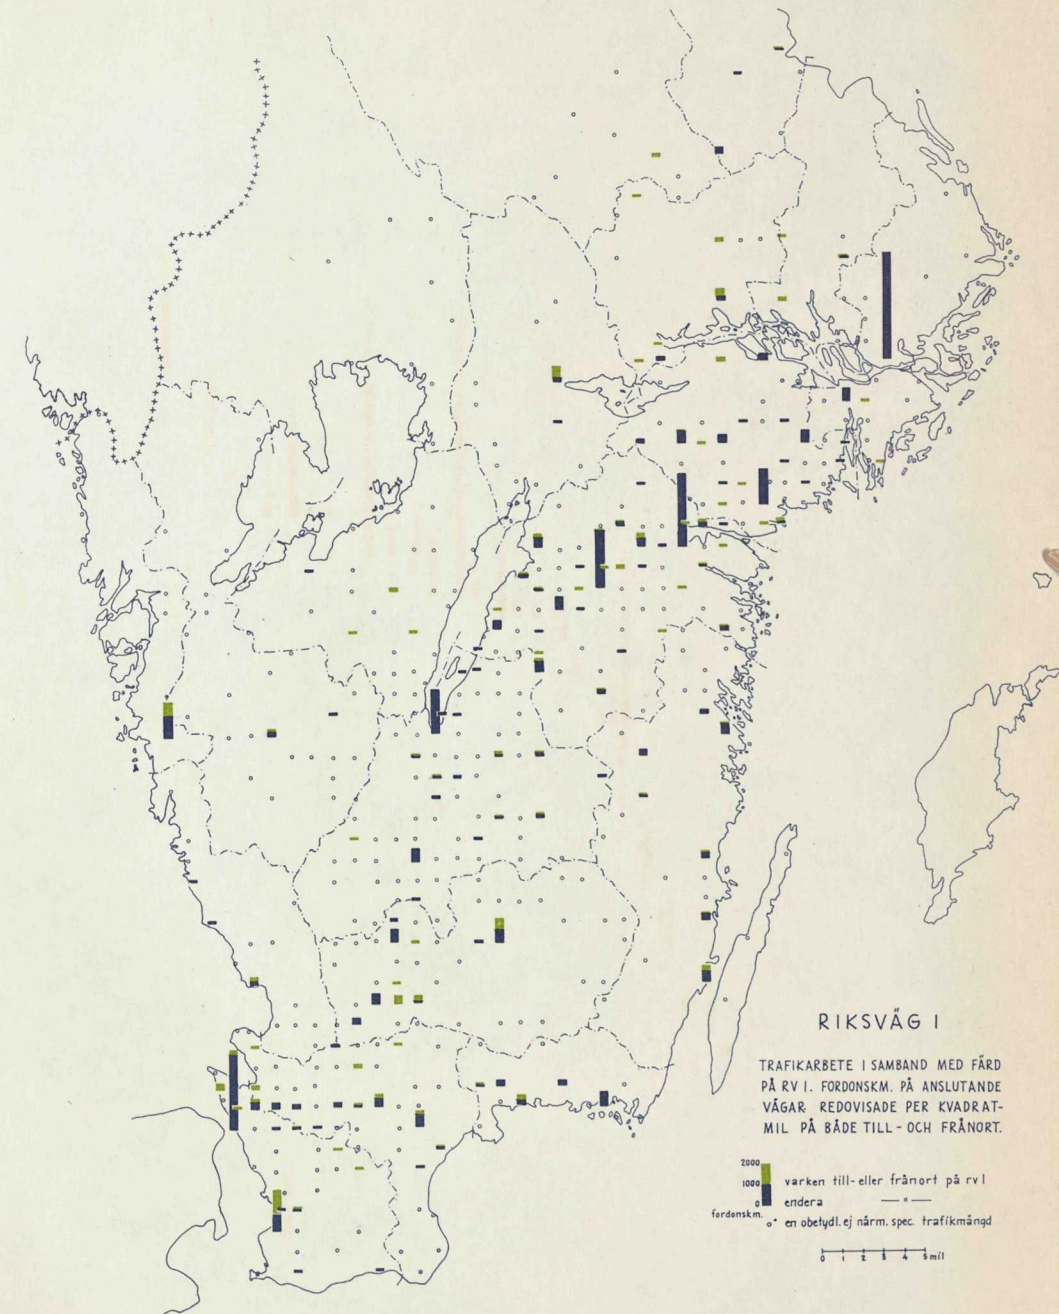 RIKSVÄG I
TRAFIKARBETE I SAMBAND MED FÄRD
PÅ RV I. FORDONSKM. PÅ ANSLUTANDE
VÄGAR REDOVISADE PER KVADRAT-
MIL PÅ BÅDE TILL- OCH FRÅNORT.
2000
1000 varken till- eller frånort på rv I
0 endera —"—
fordonskm.
en obetydl. ej närm. spec. trafikmängd
0 1 2 3 4 5 mil